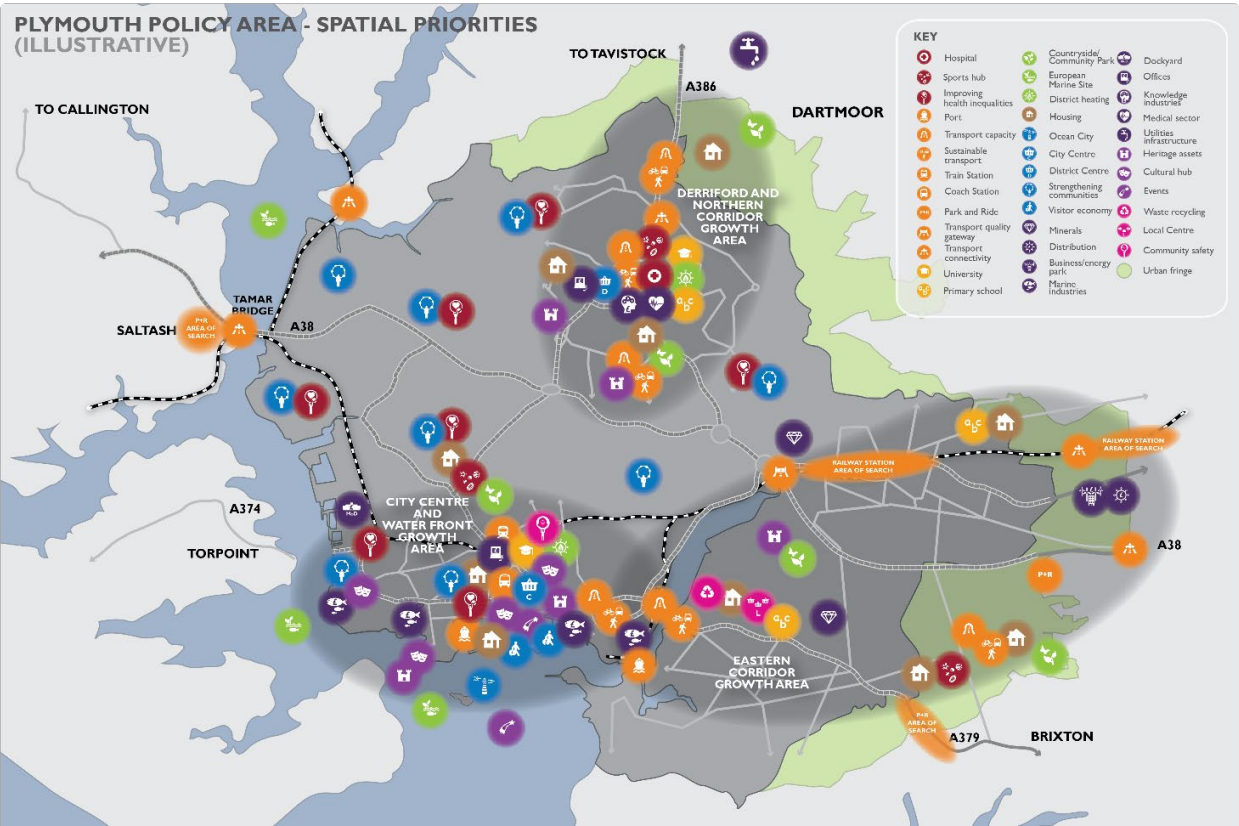 PLYMOUTH POLICY AREA - SPATIAL PRIORITIES
(ILLUSTRATIVE)
TO TAVISTOCK
A386
TO CALLINGTON
DARTMOOR
DERRIFORD AND
NORTHERN
CORRIDOR
GROWTH
AREA
TAMAR
BRIDGE
SALTASH
P+R
AREA OF
SEARCH
A38
D
a b c
a b c
RAILWAY STATION
AREA OF SEARCH
RAILWAY STATION
AREA OF SEARCH
CITY CENTRE
AND
WATER FRONT
GROWTH
AREA
MoD
A374
TORPOINT
A38
P+R
C
L
a b c
EASTERN
CORRIDOR
GROWTH AREA
P+R
AREA OF
SEARCH
A379
BRIXTON
KEY
Hospital
Sports hub
Improving
health inequalities
Port
Transport capacity
Sustainable
transport
Train Station
Coach Station
P+R
Park and Ride
Transport quality
gateway
Transport
connectivity
University
a b c
Primary school
Countryside/
Community Park
European
Marine Site
District heating
Housing
Ocean City
City Centre
District Centre
Strengthening
communities
Visitor economy
Minerals
Distribution
Business/energy
park
Marine
industries
Dockyard
Offices
Knowledge
industries
Medical sector
Utilities
infrastructure
Heritage assets
Cultural hub
Events
Waste recycling
Local Centre
Community safety
Urban fringe